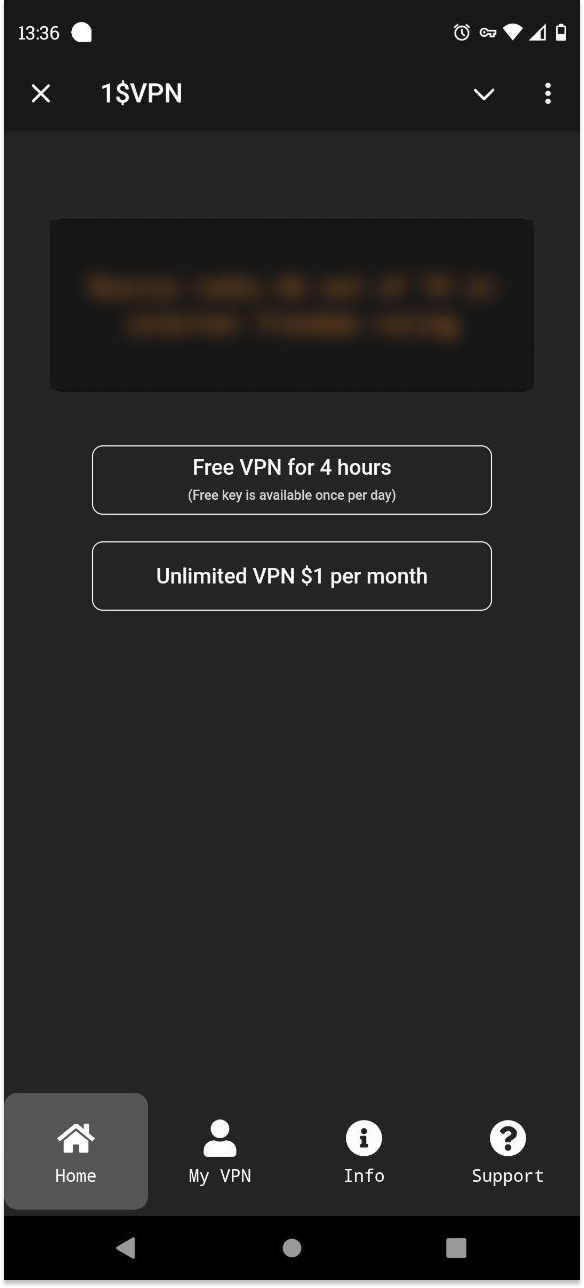 13:36
1$VPN
Free VPN for 4 hours
(Free key is available once per day)
Unlimited VPN $1 per month
Home
My VPN
Info
Support